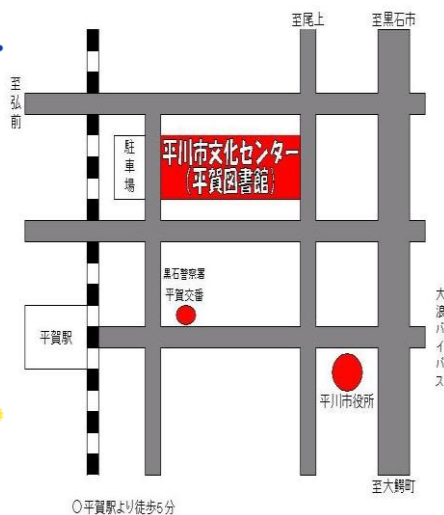 至尾上
至黒石市
至弘前
駐車場
平川市文化センター
(平賀図書館)
黒石警察署
平賀交番
平賀駅
大浪バイパス
平川市役所
至大鰐町
○平賀駅より徒歩5分